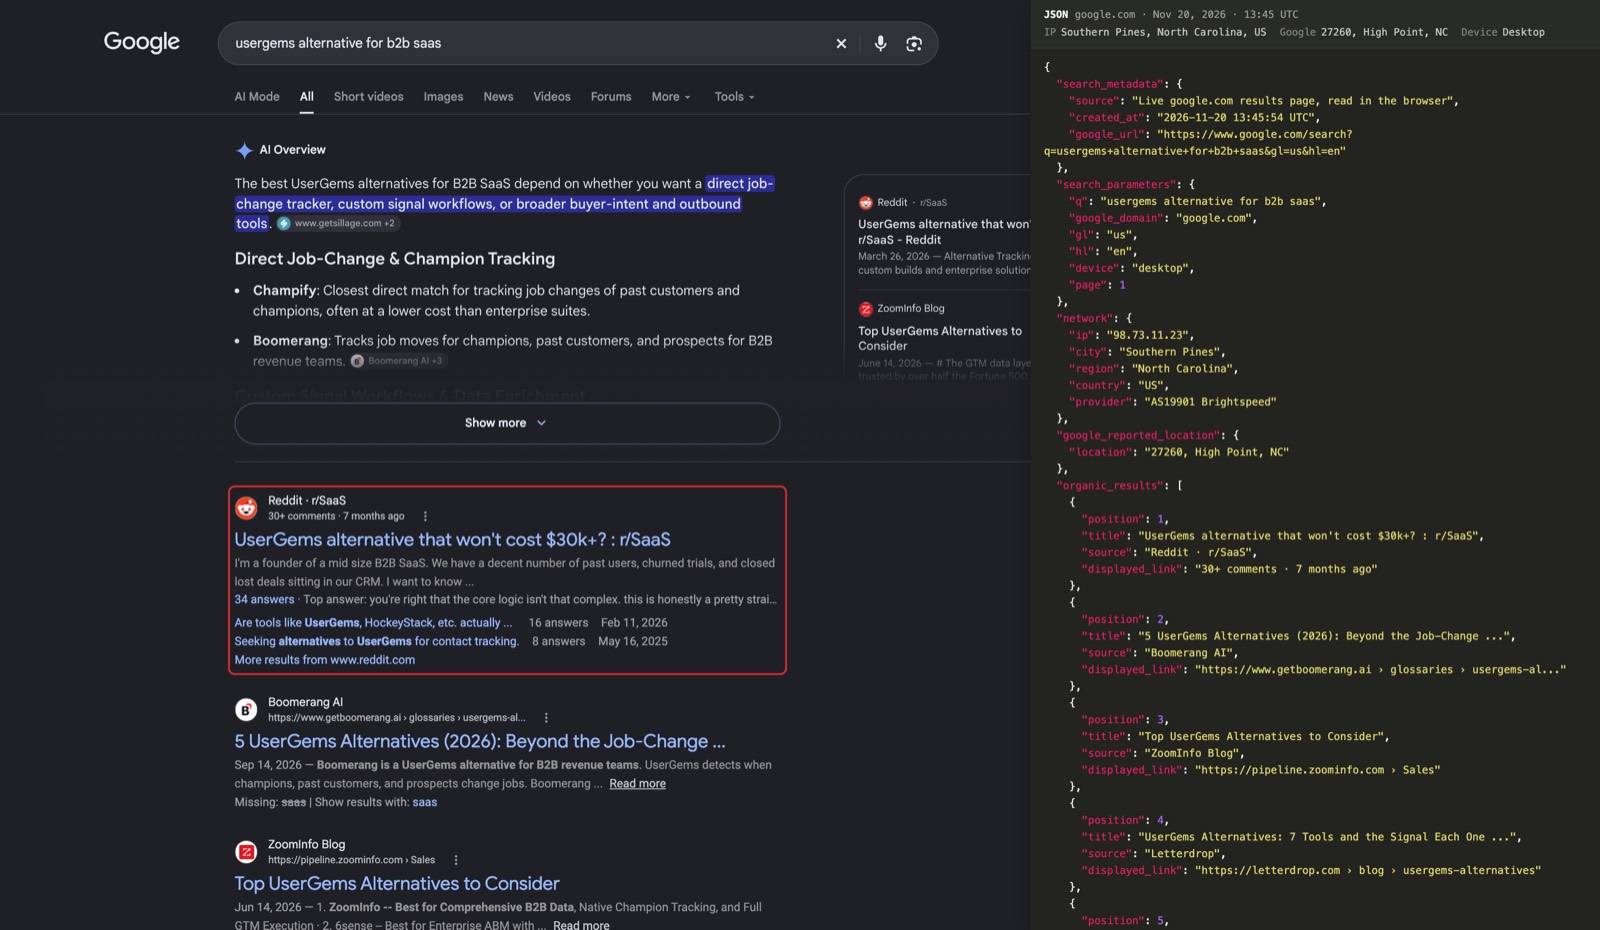 Google
usergems alternative for b2b saas
AI Mode
All
Short videos
Images
News
Videos
Forums
More
Tools
AI Overview
The best UserGems alternatives for B2B SaaS depend on whether you want a direct job-
change tracker, custom signal workflows, or broader buyer-intent and outbound
tools. www.getsillage.com +2
Direct Job-Change & Champion Tracking
• Champify: Closest direct match for tracking job changes of past customers and
champions, often at a lower cost than enterprise suites.
• Boomerang: Tracks job moves for champions, past customers, and prospects for B2B
revenue teams. Boomerang AI +3
Custom Signal Workflows & Data Enrichment
Show more
Reddit · r/SaaS
UserGems alternative that won'
r/SaaS - Reddit
March 26, 2026 — Alternative Trackin
custom builds and enterprise solution
ZoomInfo Blog
Top UserGems Alternatives to
Consider
June 14, 2026 — # The GTM data laye
trusted by over half the Fortune 500
Reddit · r/SaaS
30+ comments · 7 months ago
UserGems alternative that won't cost $30k+? : r/SaaS
I'm a founder of a mid size B2B SaaS. We have a decent number of past users, churned trials, and closed
lost deals sitting in our CRM. I want to know ...
34 answers · Top answer: you're right that the core logic isn't that complex. this is honestly a pretty strai...
Are tools like UserGems, HockeyStack, etc. actually ... 16 answers Feb 11, 2026
Seeking alternatives to UserGems for contact tracking. 8 answers May 16, 2025
More results from www.reddit.com
Boomerang AI
https://www.getboomerang.ai › glossaries › usergems-al...
5 UserGems Alternatives (2026): Beyond the Job-Change ...
Sep 14, 2026 — Boomerang is a UserGems alternative for B2B revenue teams. UserGems detects when
champions, past customers, and prospects change jobs. Boomerang ... Read more
Missing: saas | Show results with: saas
ZoomInfo Blog
https://pipeline.zoominfo.com › Sales
Top UserGems Alternatives to Consider
Jun 14, 2026 — 1. ZoomInfo -- Best for Comprehensive B2B Data, Native Champion Tracking, and Full
GTM Execution · 2. 6sense – Best for Enterprise ABM with ... Read more
JSON google.com · Nov 20, 2026 · 13:45 UTC
IP Southern Pines, North Carolina, US Google 27260, High Point, NC Device Desktop
{
"search_metadata": {
"source": "Live google.com results page, read in the browser",
"created_at": "2026-11-20 13:45:54 UTC",
"google_url": "https://www.google.com/search?
q=usergems+alternative+for+b2b+saas&gl=us&hl=en"
},
"search_parameters": {
"q": "usergems alternative for b2b saas",
"google_domain": "google.com",
"gl": "us",
"hl": "en",
"device": "desktop",
"page": 1
},
"network": {
"ip": "98.73.11.23",
"city": "Southern Pines",
"region": "North Carolina",
"country": "US",
"provider": "AS19901 Brightspeed"
},
"google_reported_location": {
"location": "27260, High Point, NC"
},
"organic_results": [
{
"position": 1,
"title": "UserGems alternative that won't cost $30k+? : r/SaaS",
"source": "Reddit · r/SaaS",
"displayed_link": "30+ comments · 7 months ago"
},
{
"position": 2,
"title": "5 UserGems Alternatives (2026): Beyond the Job-Change ...",
"source": "Boomerang AI",
"displayed_link": "https://www.getboomerang.ai › glossaries › usergems-al..."
},
{
"position": 3,
"title": "Top UserGems Alternatives to Consider",
"source": "ZoomInfo Blog",
"displayed_link": "https://pipeline.zoominfo.com › Sales"
},
{
"position": 4,
"title": "UserGems Alternatives: 7 Tools and the Signal Each One ...",
"source": "Letterdrop",
"displayed_link": "https://letterdrop.com › blog › usergems-alternatives"
},
{
"position": 5,